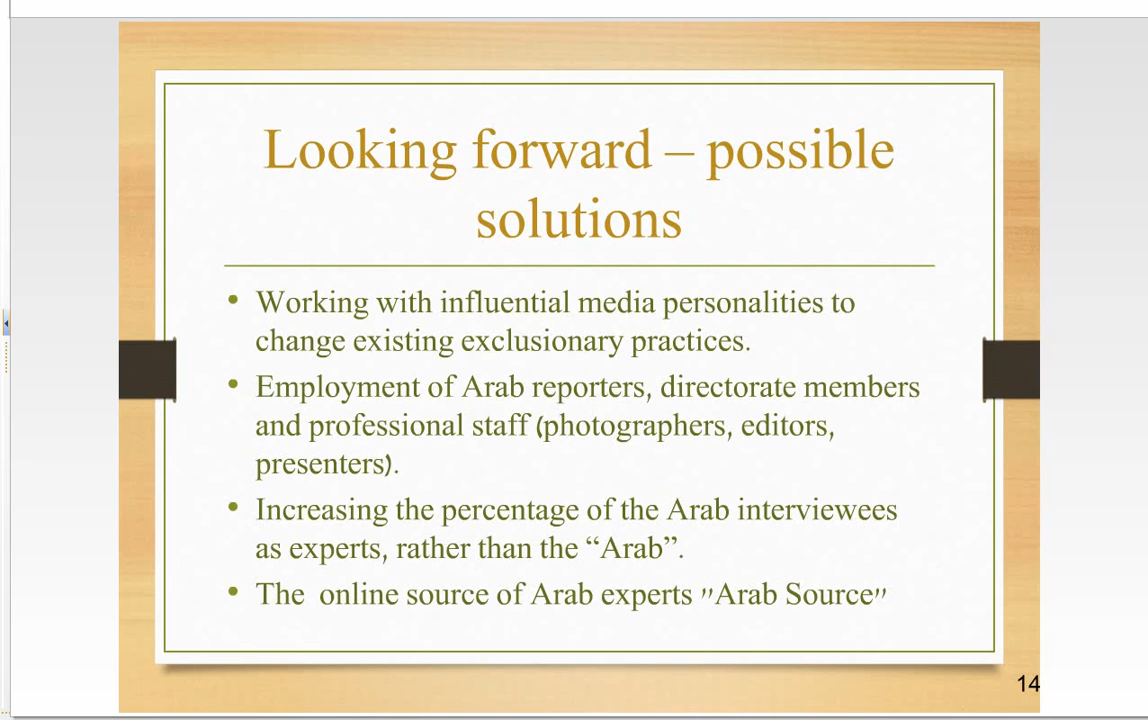 Looking forward – possible
solutions
• Working with influential media personalities to
change existing exclusionary practices.
• Employment of Arab reporters, directorate members
and professional staff (photographers, editors,
presenters).
• Increasing the percentage of the Arab interviewees
as experts, rather than the “Arab”.
• The  online source of Arab experts "Arab Source"
14